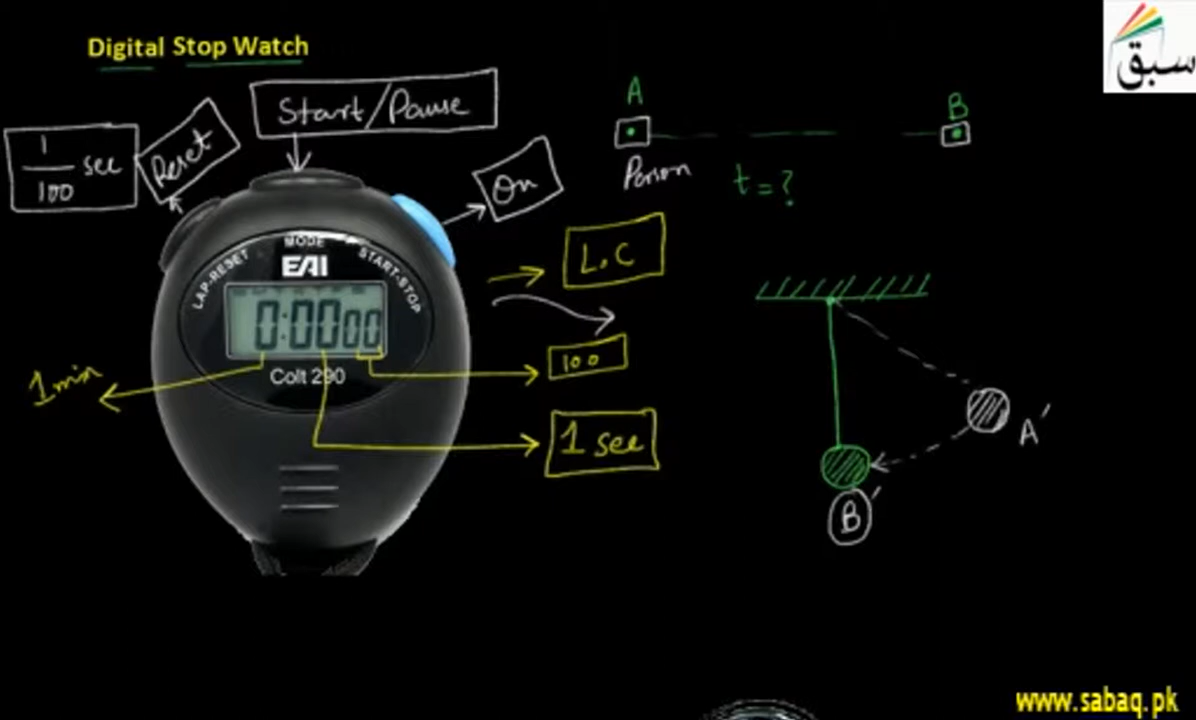 Digital Stop Watch
سبق
Start/Pause
1/100 sec
Reset
On
A
B
Person
t = ?
L.C
MODE
LAP-RESET
START-STOP
EAI
0:0000
Colt 290
100
1 min
1 sec
A′
B′
www.sabaq.pk